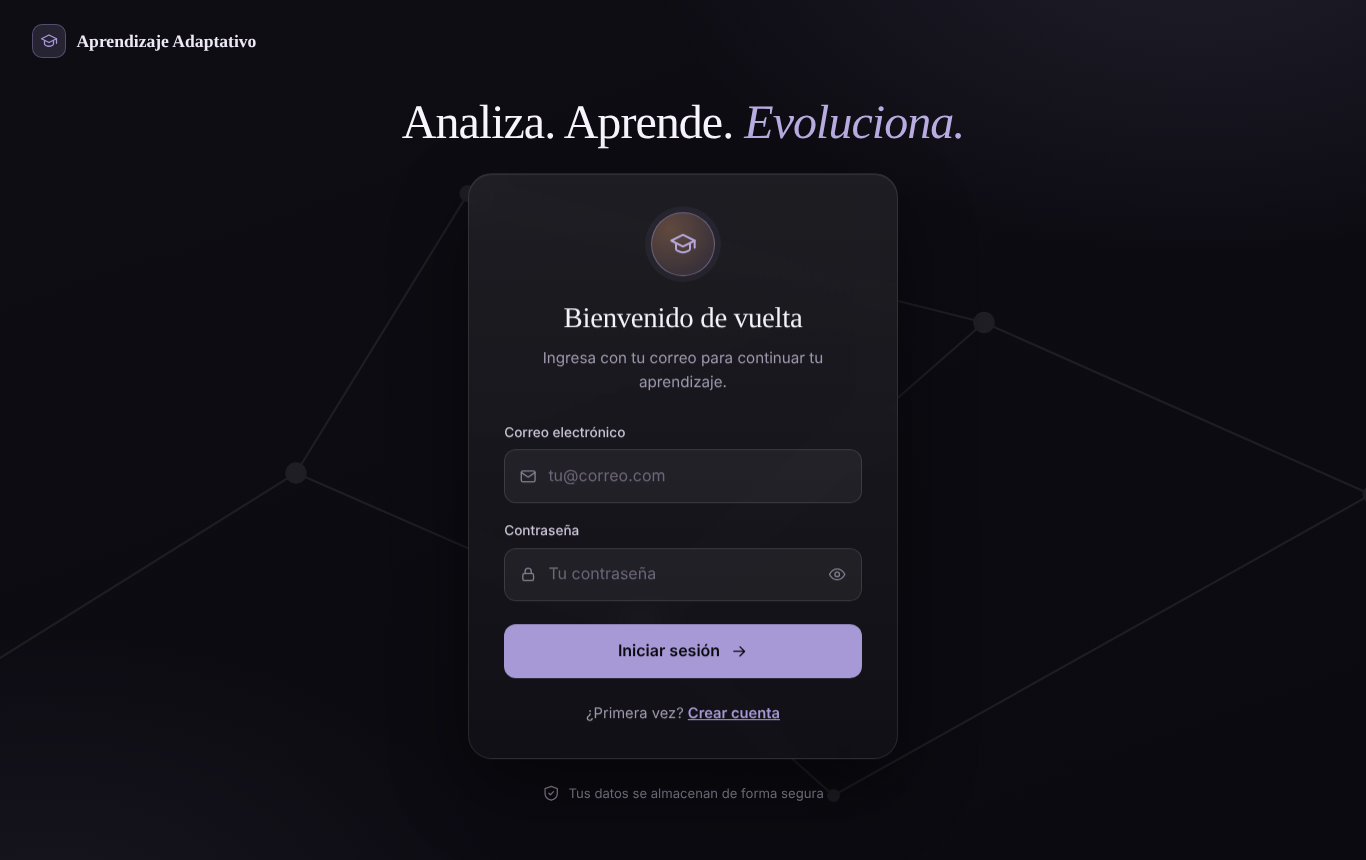 Aprendizaje Adaptativo
Analiza. Aprende. Evoluciona.
Bienvenido de vuelta
Ingresa con tu correo para continuar tu
aprendizaje.
Correo electrónico
tu@correo.com
Contraseña
Tu contraseña
Iniciar sesión →
¿Primera vez? Crear cuenta
Tus datos se almacenan de forma segura